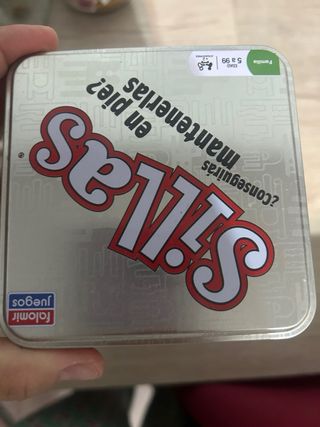 Sillas
¿conseguirás
mantenerlas
en pie?
Familia
EDAD
5 a 99
falomir
juegos